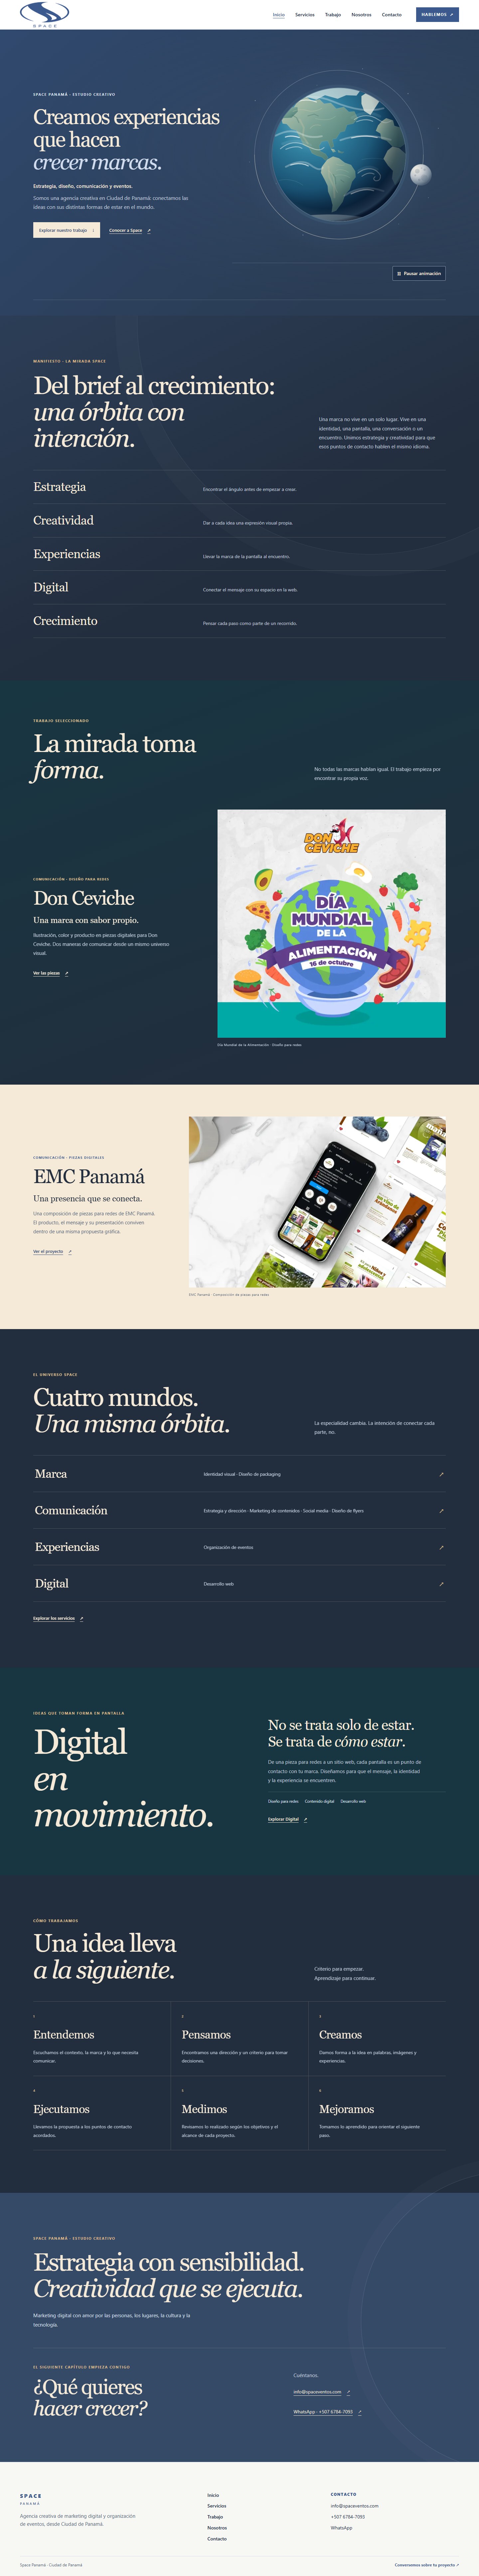 SPACE
Inicio Servicios Trabajo Nosotros Contacto HABLEMOS ↗
SPACE PANAMÁ · ESTUDIO CREATIVO
Creamos experiencias
que hacen
crecer marcas.
Estrategia, diseño, comunicación y eventos.
Somos una agencia creativa en Ciudad de Panamá: conectamos las
ideas con sus distintas formas de estar en el mundo.
Explorar nuestro trabajo ↓ Conocer a Space ↗
Pausar animación
MANIFIESTO · LA MIRADA SPACE
Del brief al crecimiento:
una órbita con
intención.
Una marca no vive en un solo lugar. Vive en una
identidad, una pantalla, una conversación o un
encuentro. Unimos estrategia y creatividad para que
esos puntos de contacto hablen el mismo idioma.
Estrategia Encontrar el ángulo antes de empezar a crear.
Creatividad Dar a cada idea una expresión visual propia.
Experiencias Llevar la marca de la pantalla al encuentro.
Digital Conectar el mensaje con su espacio en la web.
Crecimiento Pensar cada paso como parte de un recorrido.
TRABAJO SELECCIONADO
La mirada toma
forma.
No todas las marcas hablan igual. El trabajo empieza por
encontrar su propia voz.
COMUNICACIÓN · DISEÑO PARA REDES
Don Ceviche
Una marca con sabor propio.
Ilustración, color y producto en piezas digitales para Don
Ceviche. Dos maneras de comunicar desde un mismo universo
visual.
Ver las piezas ↗
DON
CEVICHE
DÍA
MUNDIAL
DE LA
ALIMENTACIÓN
16 de octubre
Día Mundial de la Alimentación · Diseño para redes
COMUNICACIÓN · PIEZAS DIGITALES
EMC Panamá
Una presencia que se conecta.
Una composición de piezas para redes de EMC Panamá.
El producto, el mensaje y su presentación conviven
dentro de una misma propuesta gráfica.
Ver el proyecto ↗
EMC Panamá · Composición de piezas para redes
EL UNIVERSO SPACE
Cuatro mundos.
Una misma órbita.
La especialidad cambia. La intención de conectar cada
parte, no.
Marca Identidad visual · Diseño de packaging ↗
Comunicación Estrategia y dirección · Marketing de contenidos · Social media · Diseño de flyers ↗
Experiencias Organización de eventos ↗
Digital Desarrollo web ↗
Explorar los servicios ↗
IDEAS QUE TOMAN FORMA EN PANTALLA
Digital
en
movimiento.
No se trata solo de estar.
Se trata de cómo estar.
De una pieza para redes a un sitio web, cada pantalla es un punto de
contacto con tu marca. Diseñamos para que el mensaje, la identidad
y la experiencia se encuentren.
Diseño para redes Contenido digital Desarrollo web
Explorar Digital ↗
CÓMO TRABAJAMOS
Una idea lleva
a la siguiente.
Criterio para empezar.
Aprendizaje para continuar.
1
Entendemos
Escuchamos el contexto, la marca y lo que necesita
comunicar.
2
Pensamos
Encontramos una dirección y un criterio para tomar
decisiones.
3
Creamos
Damos forma a la idea en palabras, imágenes y
experiencias.
4
Ejecutamos
Llevamos la propuesta a los puntos de contacto
acordados.
5
Medimos
Revisamos lo realizado según los objetivos y el
alcance de cada proyecto.
6
Mejoramos
Tomamos lo aprendido para orientar el siguiente
paso.
SPACE PANAMÁ · ESTUDIO CREATIVO
Estrategia con sensibilidad.
Creatividad que se ejecuta.
Marketing digital con amor por las personas, los lugares, la cultura y la
tecnología.
EL SIGUIENTE CAPÍTULO EMPIEZA CONTIGO
¿Qué quieres
hacer crecer?
Cuéntanos.
info@spaceventos.com ↗
WhatsApp · +507 6784-7093 ↗
SPACE
PANAMÁ
Agencia creativa de marketing digital y organización
de eventos, desde Ciudad de Panamá.
Inicio
Servicios
Trabajo
Nosotros
Contacto
CONTACTO
info@spaceventos.com
+507 6784-7093
WhatsApp
Space Panamá · Ciudad de Panamá
Conversemos sobre tu proyecto ↗